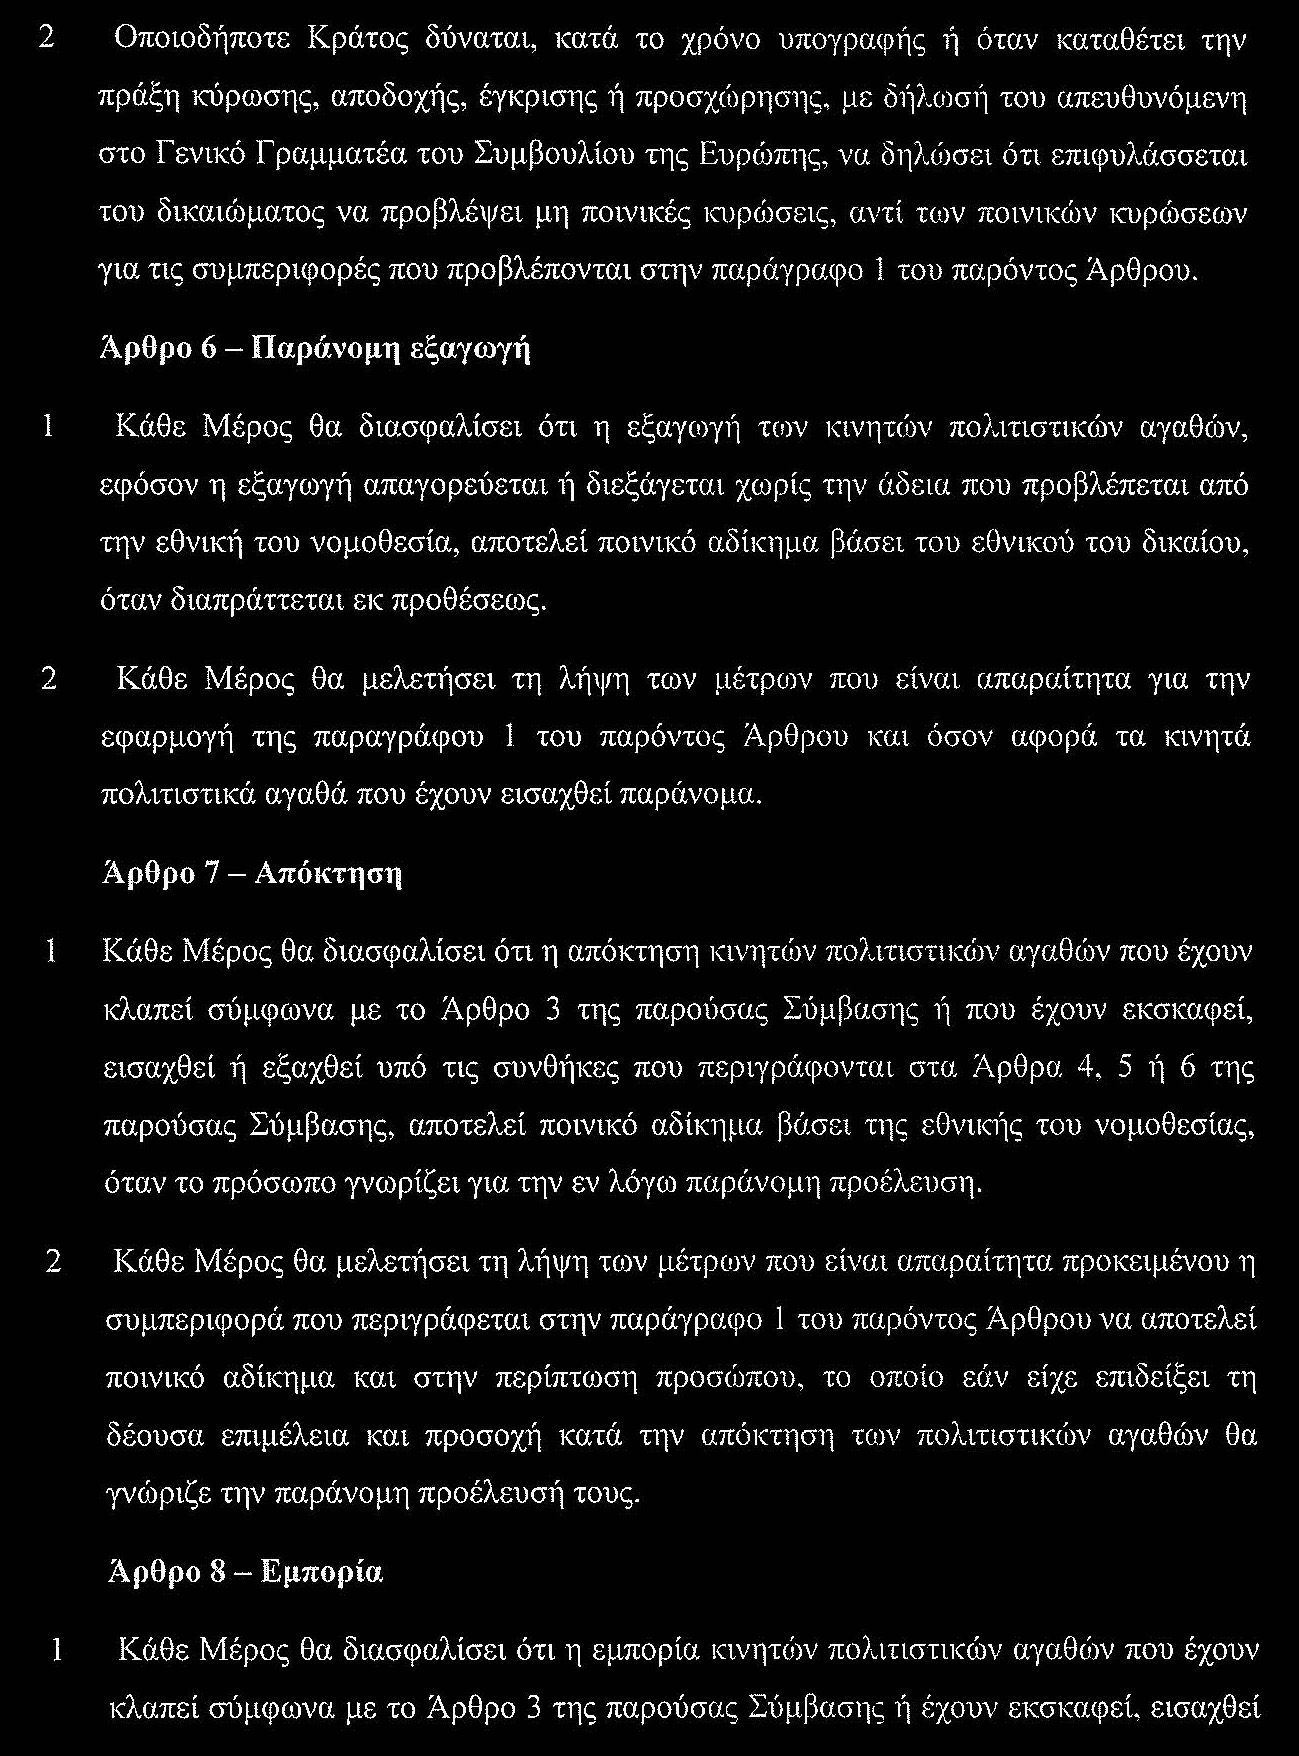 2 Οποιοδήποτε Κράτος δύναται, κατά το χρόνο υπογραφής ή όταν καταθέτει την
πράξη κύρωσης, αποδοχής, έγκρισης ή προσχώρησης, με δήλωσή του απευθυνόμενη
στο Γενικό Γραμματέα του Συμβουλίου της Ευρώπης, να δηλώσει ότι επιφυλάσσεται
του δικαιώματος να προβλέψει μη ποινικές κυρώσεις, αντί των ποινικών κυρώσεων
για τις συμπεριφορές που προβλέπονται στην παράγραφο 1 του παρόντος Άρθρου.
Άρθρο 6 – Παράνομη εξαγωγή
1 Κάθε Μέρος θα διασφαλίσει ότι η εξαγωγή των κινητών πολιτιστικών αγαθών,
εφόσον η εξαγωγή απαγορεύεται ή διεξάγεται χωρίς την άδεια που προβλέπεται από
την εθνική του νομοθεσία, αποτελεί ποινικό αδίκημα βάσει του εθνικού του δικαίου,
όταν διαπράττεται εκ προθέσεως.
2 Κάθε Μέρος θα μελετήσει τη λήψη των μέτρων που είναι απαραίτητα για την
εφαρμογή της παραγράφου 1 του παρόντος Άρθρου και όσον αφορά τα κινητά
πολιτιστικά αγαθά που έχουν εισαχθεί παράνομα.
Άρθρο 7 – Απόκτηση
1 Κάθε Μέρος θα διασφαλίσει ότι η απόκτηση κινητών πολιτιστικών αγαθών που έχουν
κλαπεί σύμφωνα με το Άρθρο 3 της παρούσας Σύμβασης ή που έχουν εκσκαφεί,
εισαχθεί ή εξαχθεί υπό τις συνθήκες που περιγράφονται στα Άρθρα 4, 5 ή 6 της
παρούσας Σύμβασης, αποτελεί ποινικό αδίκημα βάσει της εθνικής του νομοθεσίας,
όταν το πρόσωπο γνωρίζει για την εν λόγω παράνομη προέλευση.
2 Κάθε Μέρος θα μελετήσει τη λήψη των μέτρων που είναι απαραίτητα προκειμένου η
συμπεριφορά που περιγράφεται στην παράγραφο 1 του παρόντος Άρθρου να αποτελεί
ποινικό αδίκημα και στην περίπτωση προσώπου, το οποίο εάν είχε επιδείξει τη
δέουσα επιμέλεια και προσοχή κατά την απόκτηση των πολιτιστικών αγαθών θα
γνώριζε την παράνομη προέλευσή τους.
Άρθρο 8 – Εμπορία
1 Κάθε Μέρος θα διασφαλίσει ότι η εμπορία κινητών πολιτιστικών αγαθών που έχουν
κλαπεί σύμφωνα με το Άρθρο 3 της παρούσας Σύμβασης ή έχουν εκσκαφεί, εισαχθεί